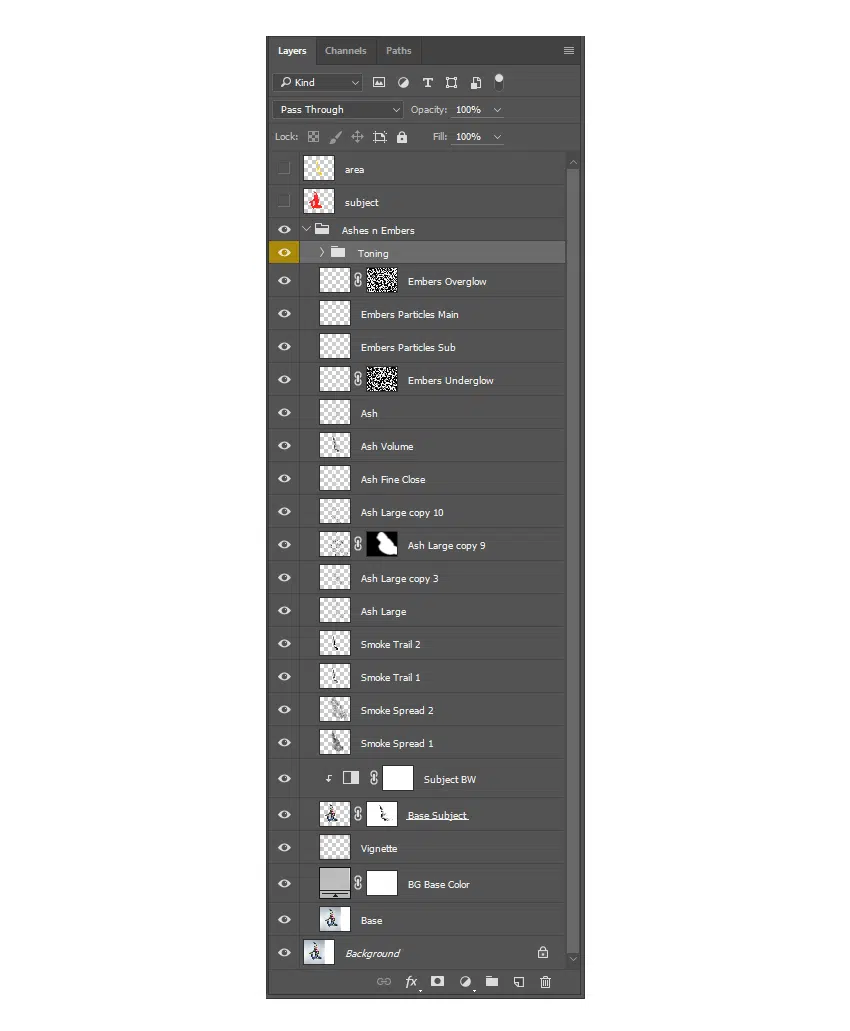 Layers Channels Paths
Kind
Pass Through Opacity: 100%
Lock: Fill: 100%
area
subject
Ashes n Embers
Toning
Embers Overglow
Embers Particles Main
Embers Particles Sub
Embers Underglow
Ash
Ash Volume
Ash Fine Close
Ash Large copy 10
Ash Large copy 9
Ash Large copy 3
Ash Large
Smoke Trail 2
Smoke Trail 1
Smoke Spread 2
Smoke Spread 1
Subject BW
Base Subject
Vignette
BG Base Color
Base
Background
fx